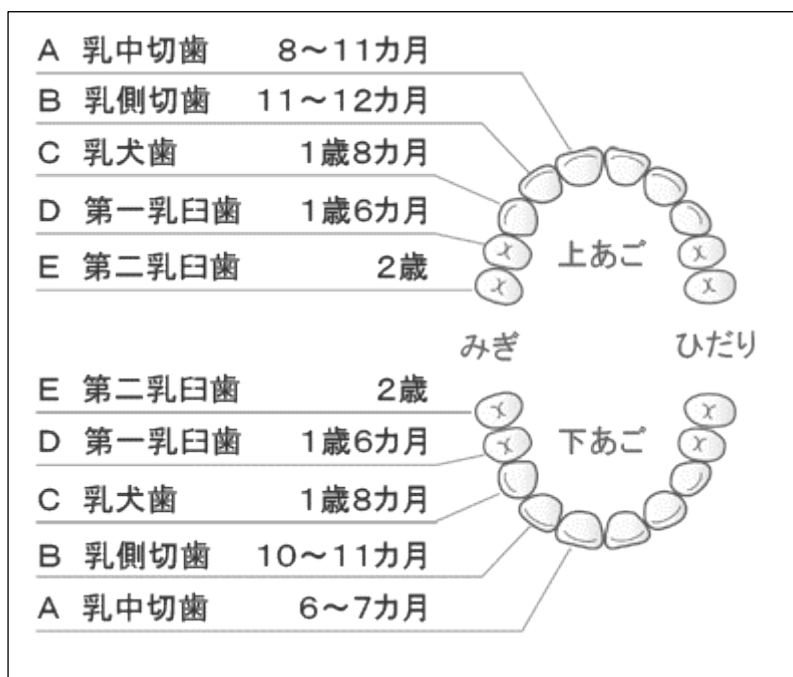 A 乳中切歯 8〜11カ月
B 乳側切歯 11〜12カ月
C 乳犬歯 1歳8カ月
D 第一乳臼歯 1歳6カ月
E 第二乳臼歯 2歳
上あご
みぎ ひだり
E 第二乳臼歯 2歳
D 第一乳臼歯 1歳6カ月
下あご
C 乳犬歯 1歳8カ月
B 乳側切歯 10〜11カ月
A 乳中切歯 6〜7カ月